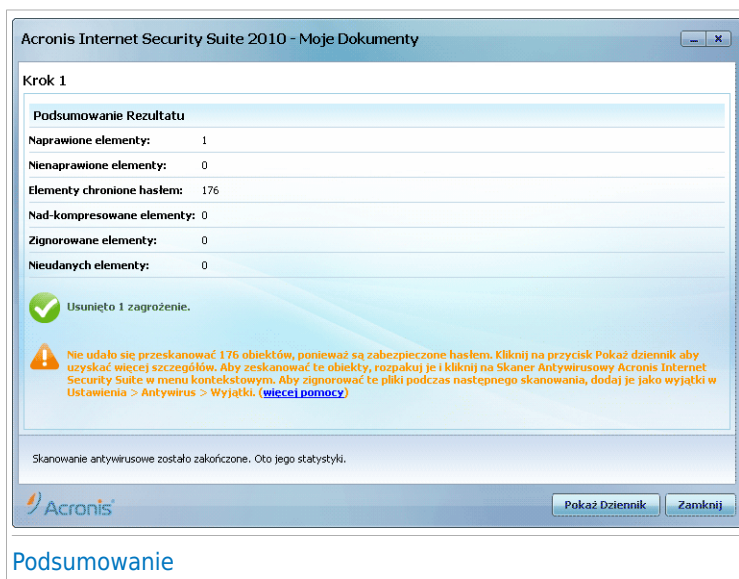 Acronis Internet Security Suite 2010 - Moje Dokumenty
Krok 1
Podsumowanie Rezultatu
Naprawione elementy: 1
Nienaprawione elementy: 0
Elementy chronione hasłem: 176
Nad-kompresowane elementy: 0
Zignorowane elementy: 0
Nieudanych elementy: 0
Usunięto 1 zagrożenie.
Nie udało się przeskanować 176 obiektów, ponieważ są zabezpieczone hasłem. Kliknij na przycisk Pokaż dziennik aby
uzyskać więcej szczegółów. Aby zeskanować te obiekty, rozpakuj je i kliknij na Skaner Antywirusowy Acronis Internet
Security Suite w menu kontekstowym. Aby zignorować te pliki podczas następnego skanowania, dodaj je jako wyjątki w
Ustawienia > Antywirus > Wyjątki. (więcej pomocy)
Skanowanie antywirusowe zostało zakończone. Oto jego statystyki.
Acronis
Pokaż Dziennik
Zamknij
Podsumowanie